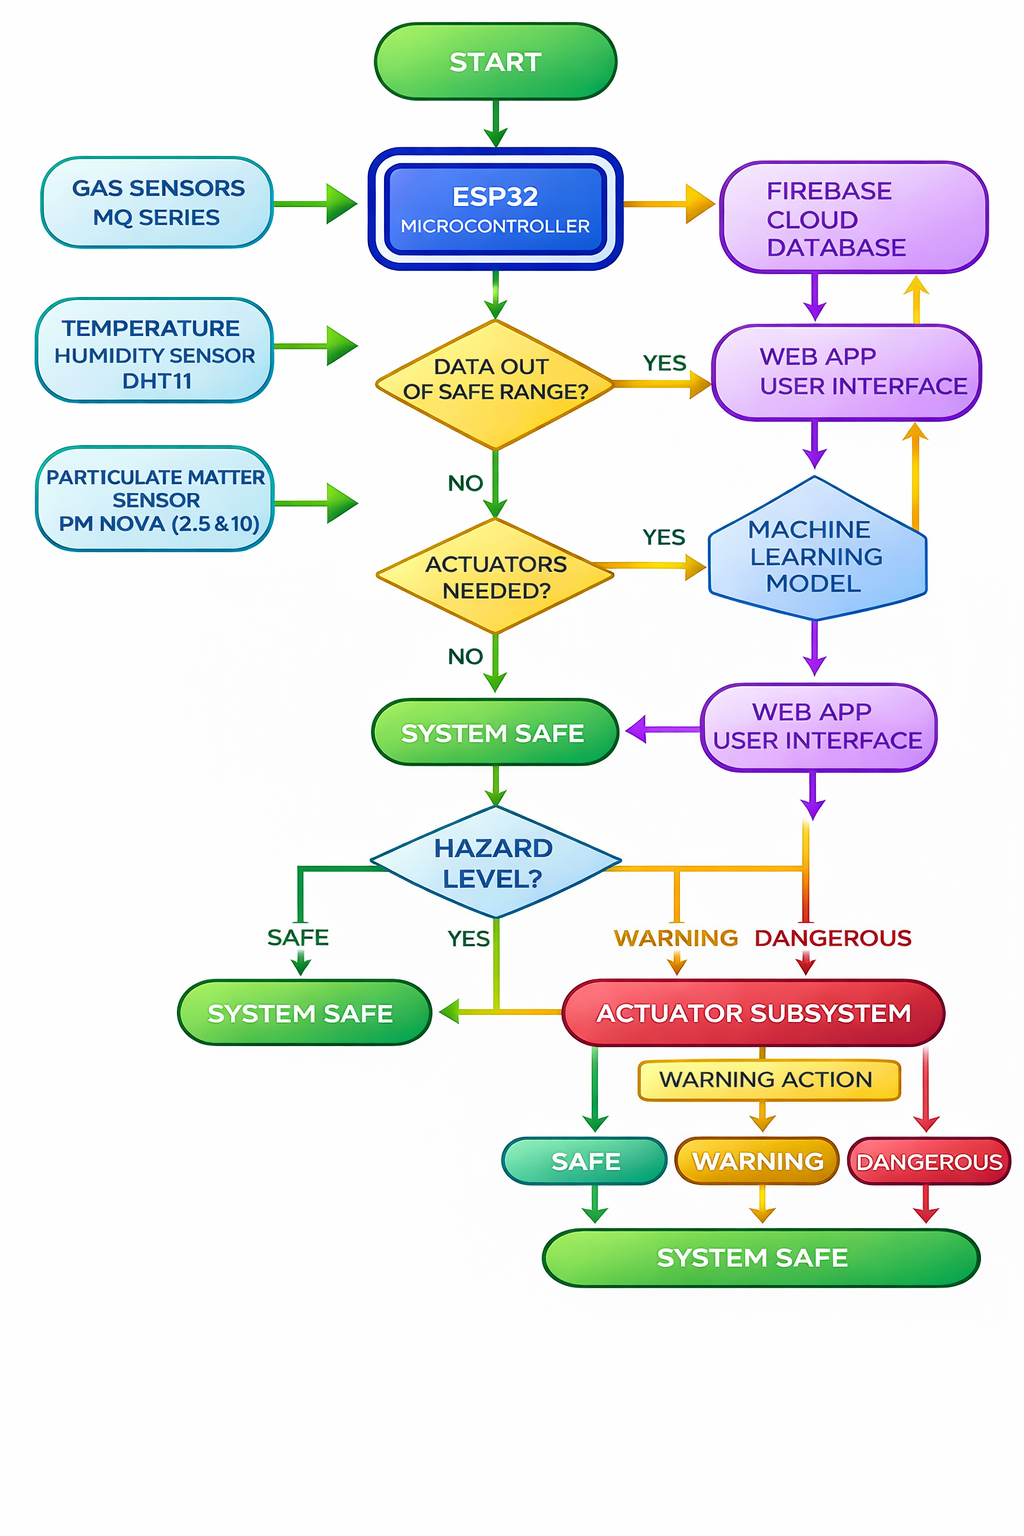 START
GAS SENSORS
MQ SERIES
ESP32
MICROCONTROLLER
FIREBASE
CLOUD
DATABASE
TEMPERATURE
HUMIDITY SENSOR
DHT11
DATA OUT
OF SAFE RANGE?
YES
WEB APP
USER INTERFACE
PARTICULATE MATTER
SENSOR
PM NOVA (2.5 & 10)
NO
ACTUATORS
NEEDED?
YES
MACHINE
LEARNING
MODEL
NO
SYSTEM SAFE
WEB APP
USER INTERFACE
HAZARD
LEVEL?
SAFE
YES
WARNING
DANGEROUS
SYSTEM SAFE
ACTUATOR SUBSYSTEM
WARNING ACTION
SAFE
WARNING
DANGEROUS
SYSTEM SAFE